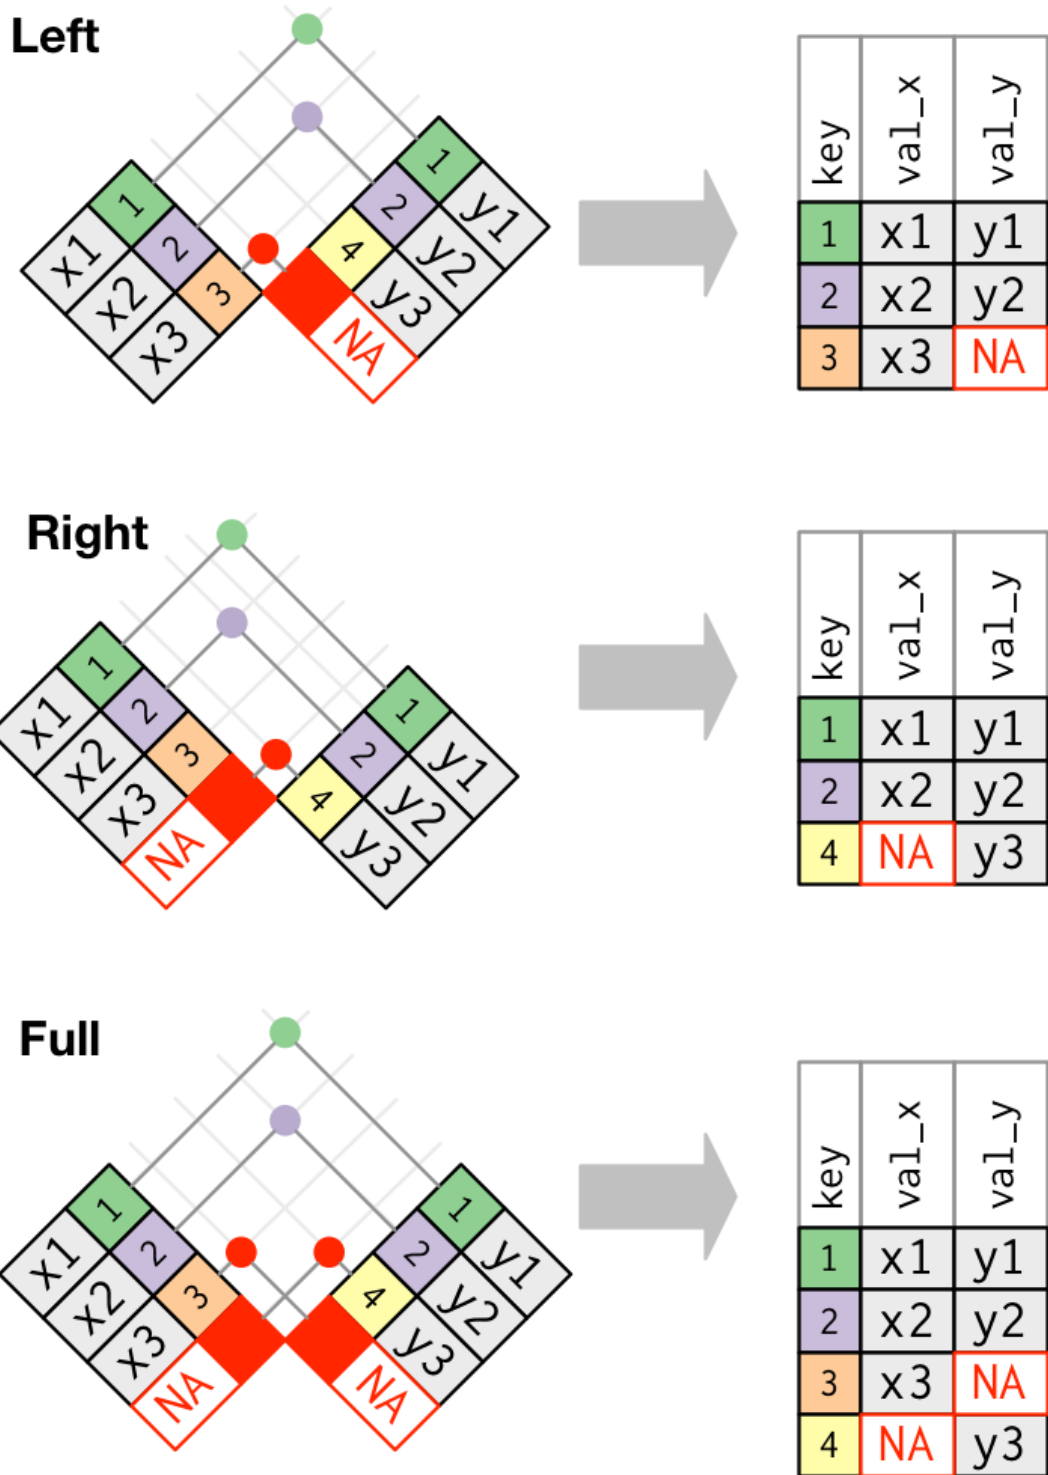 Left
1
x1
2
x2
3
x3
1
y1
2
y2
4
y3
NA
key val_x val_y
1 x1 y1
2 x2 y2
3 x3 NA
Right
1
x1
2
x2
3
x3
NA
1
y1
2
y2
4
y3
key val_x val_y
1 x1 y1
2 x2 y2
4 NA y3
Full
1
x1
2
x2
3
x3
NA
1
y1
2
y2
4
y3
NA
key val_x val_y
1 x1 y1
2 x2 y2
3 x3 NA
4 NA y3